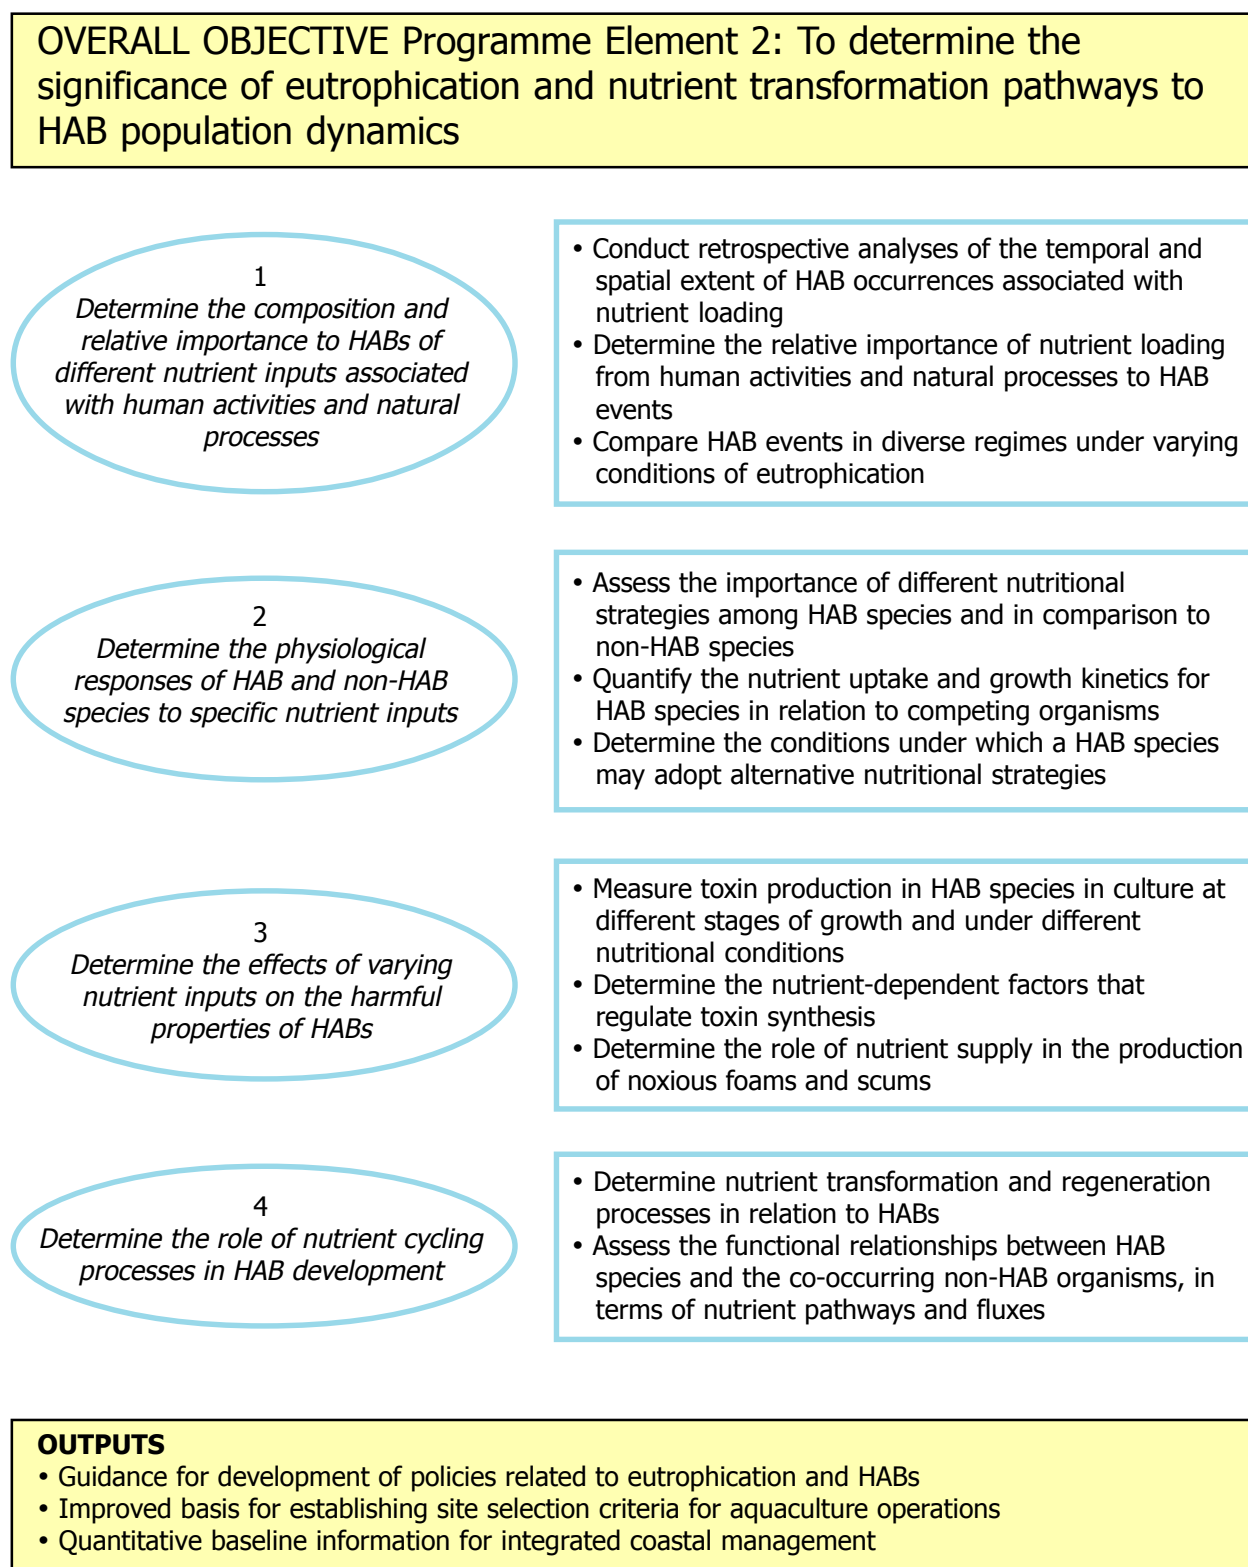 OVERALL OBJECTIVE Programme Element 2: To determine the
significance of eutrophication and nutrient transformation pathways to
HAB population dynamics
1
Determine the composition and
relative importance to HABs of
different nutrient inputs associated
with human activities and natural
processes
• Conduct retrospective analyses of the temporal and
spatial extent of HAB occurrences associated with
nutrient loading
• Determine the relative importance of nutrient loading
from human activities and natural processes to HAB
events
• Compare HAB events in diverse regimes under varying
conditions of eutrophication
2
Determine the physiological
responses of HAB and non-HAB
species to specific nutrient inputs
• Assess the importance of different nutritional
strategies among HAB species and in comparison to
non-HAB species
• Quantify the nutrient uptake and growth kinetics for
HAB species in relation to competing organisms
• Determine the conditions under which a HAB species
may adopt alternative nutritional strategies
3
Determine the effects of varying
nutrient inputs on the harmful
properties of HABs
• Measure toxin production in HAB species in culture at
different stages of growth and under different
nutritional conditions
• Determine the nutrient-dependent factors that
regulate toxin synthesis
• Determine the role of nutrient supply in the production
of noxious foams and scums
4
Determine the role of nutrient cycling
processes in HAB development
• Determine nutrient transformation and regeneration
processes in relation to HABs
• Assess the functional relationships between HAB
species and the co-occurring non-HAB organisms, in
terms of nutrient pathways and fluxes
OUTPUTS
• Guidance for development of policies related to eutrophication and HABs
• Improved basis for establishing site selection criteria for aquaculture operations
• Quantitative baseline information for integrated coastal management